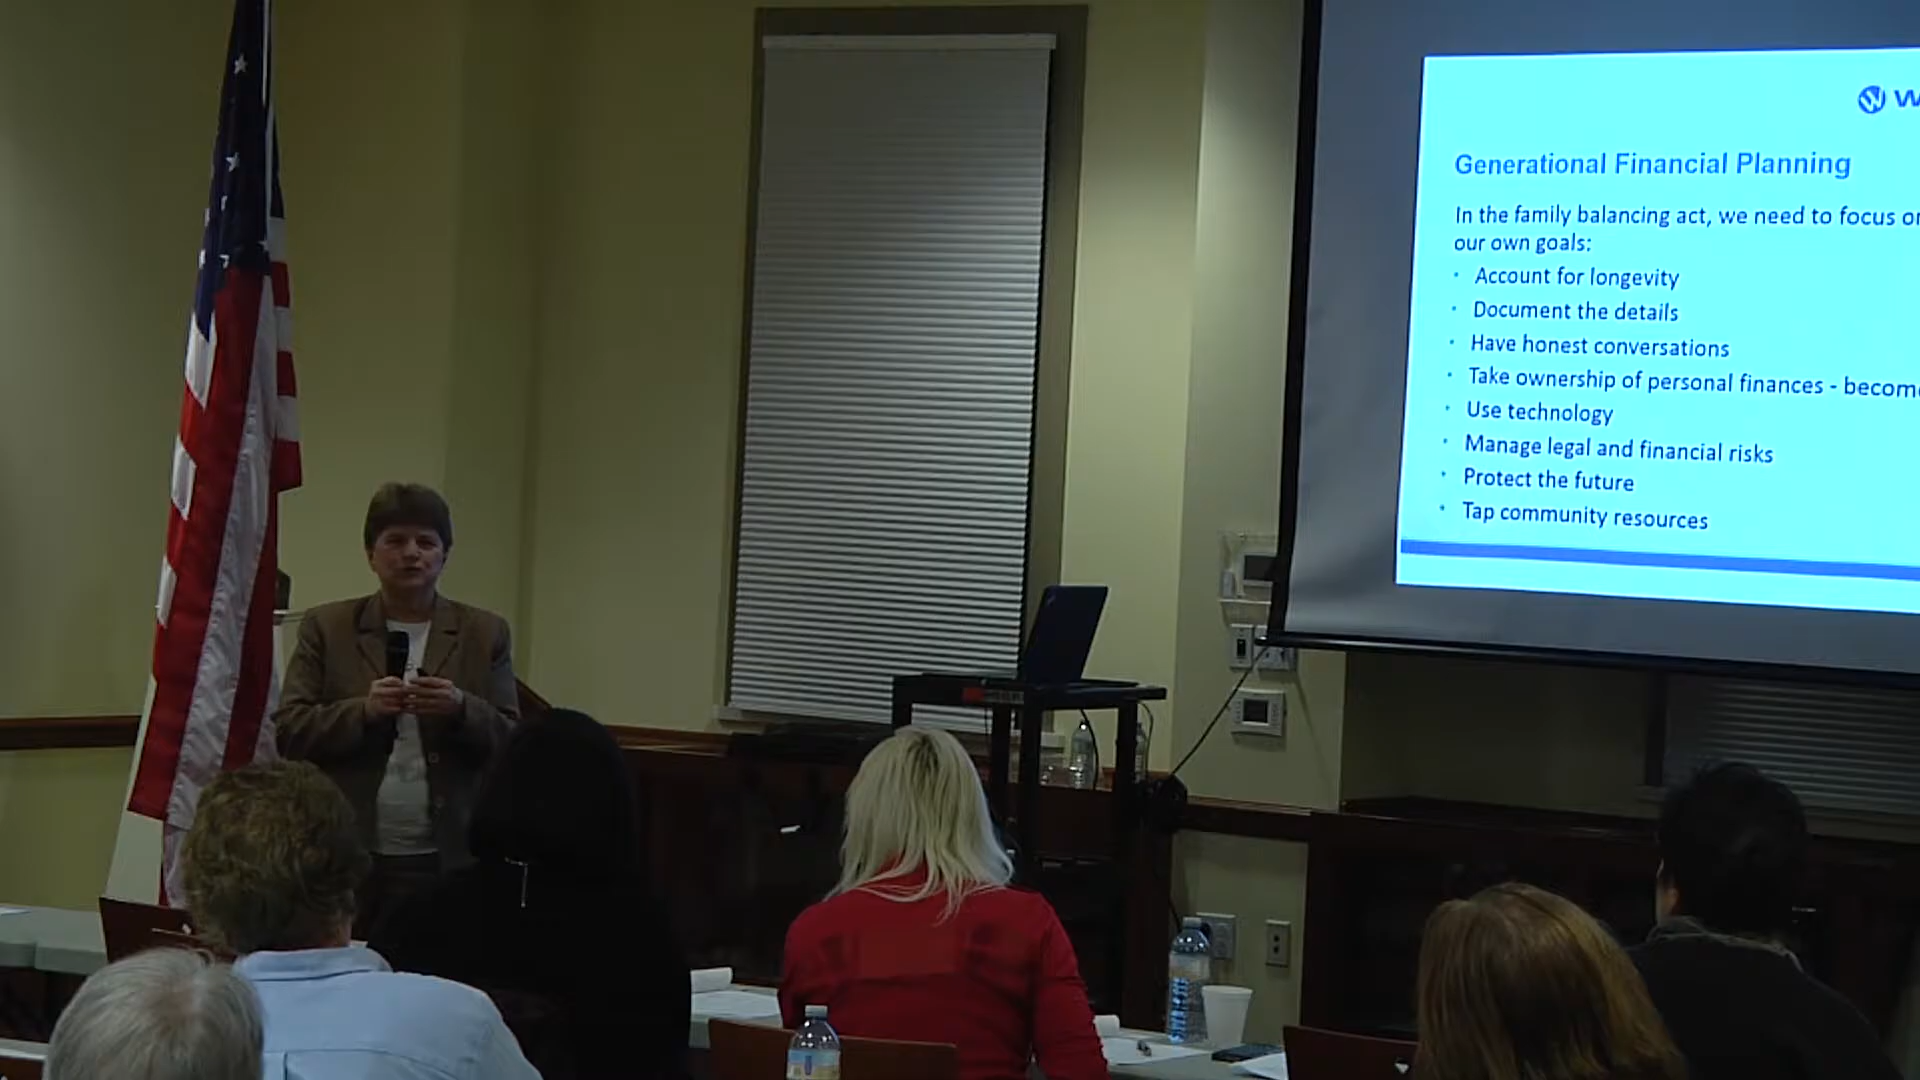 W
Generational Financial Planning
In the family balancing act, we need to focus on
our own goals:
• Account for longevity
• Document the details
• Have honest conversations
• Take ownership of personal finances - become
• Use technology
• Manage legal and financial risks
• Protect the future
• Tap community resources